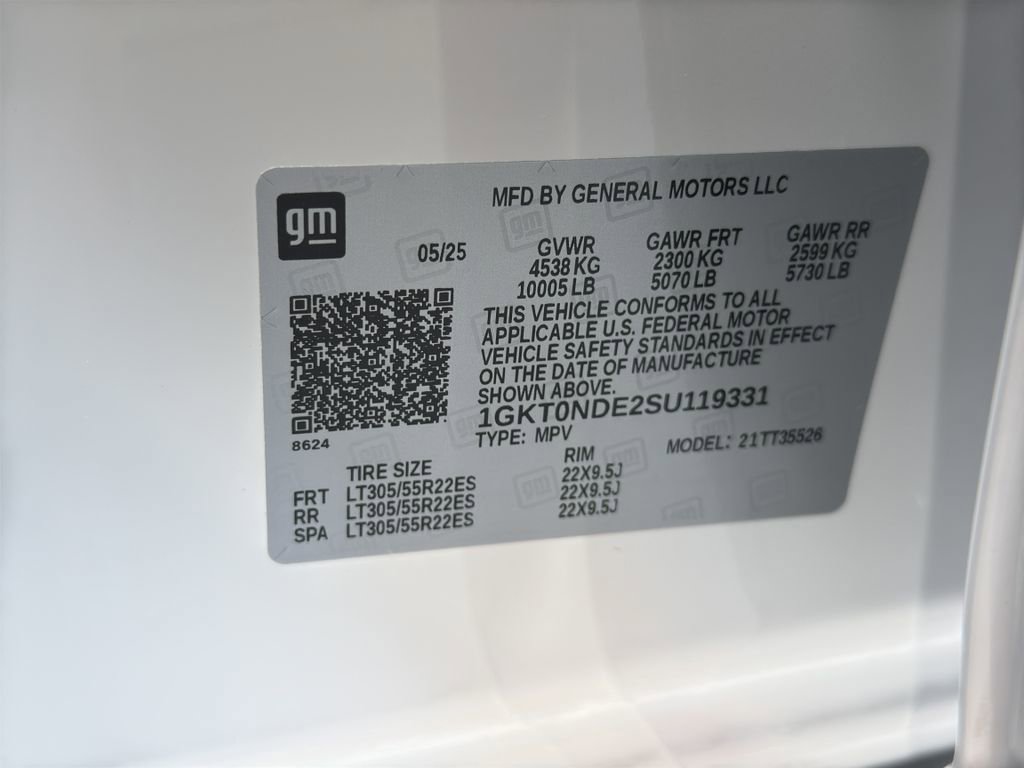 gm
MFD BY GENERAL MOTORS LLC
05/25
GVWR GAWR FRT GAWR RR
4538 KG 2300 KG 2599 KG
10005 LB 5070 LB 5730 LB
THIS VEHICLE CONFORMS TO ALL
APPLICABLE U.S. FEDERAL MOTOR
VEHICLE SAFETY STANDARDS IN EFFECT
ON THE DATE OF MANUFACTURE
SHOWN ABOVE.
1GKT0NDE2SU119331
TYPE: MPV MODEL: 21TT35526
8624
TIRE SIZE RIM
FRT LT305/55R22ES 22X9.5J
RR LT305/55R22ES 22X9.5J
SPA LT305/55R22ES 22X9.5J